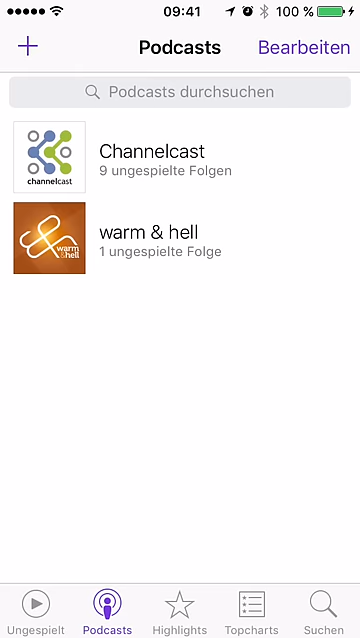 09:41
100 %
Podcasts
Bearbeiten
Podcasts durchsuchen
channelcast
Channelcast
9 ungespielte Folgen
warm
&hell
warm & hell
1 ungespielte Folge
Ungespielt
Podcasts
Highlights
Topcharts
Suchen